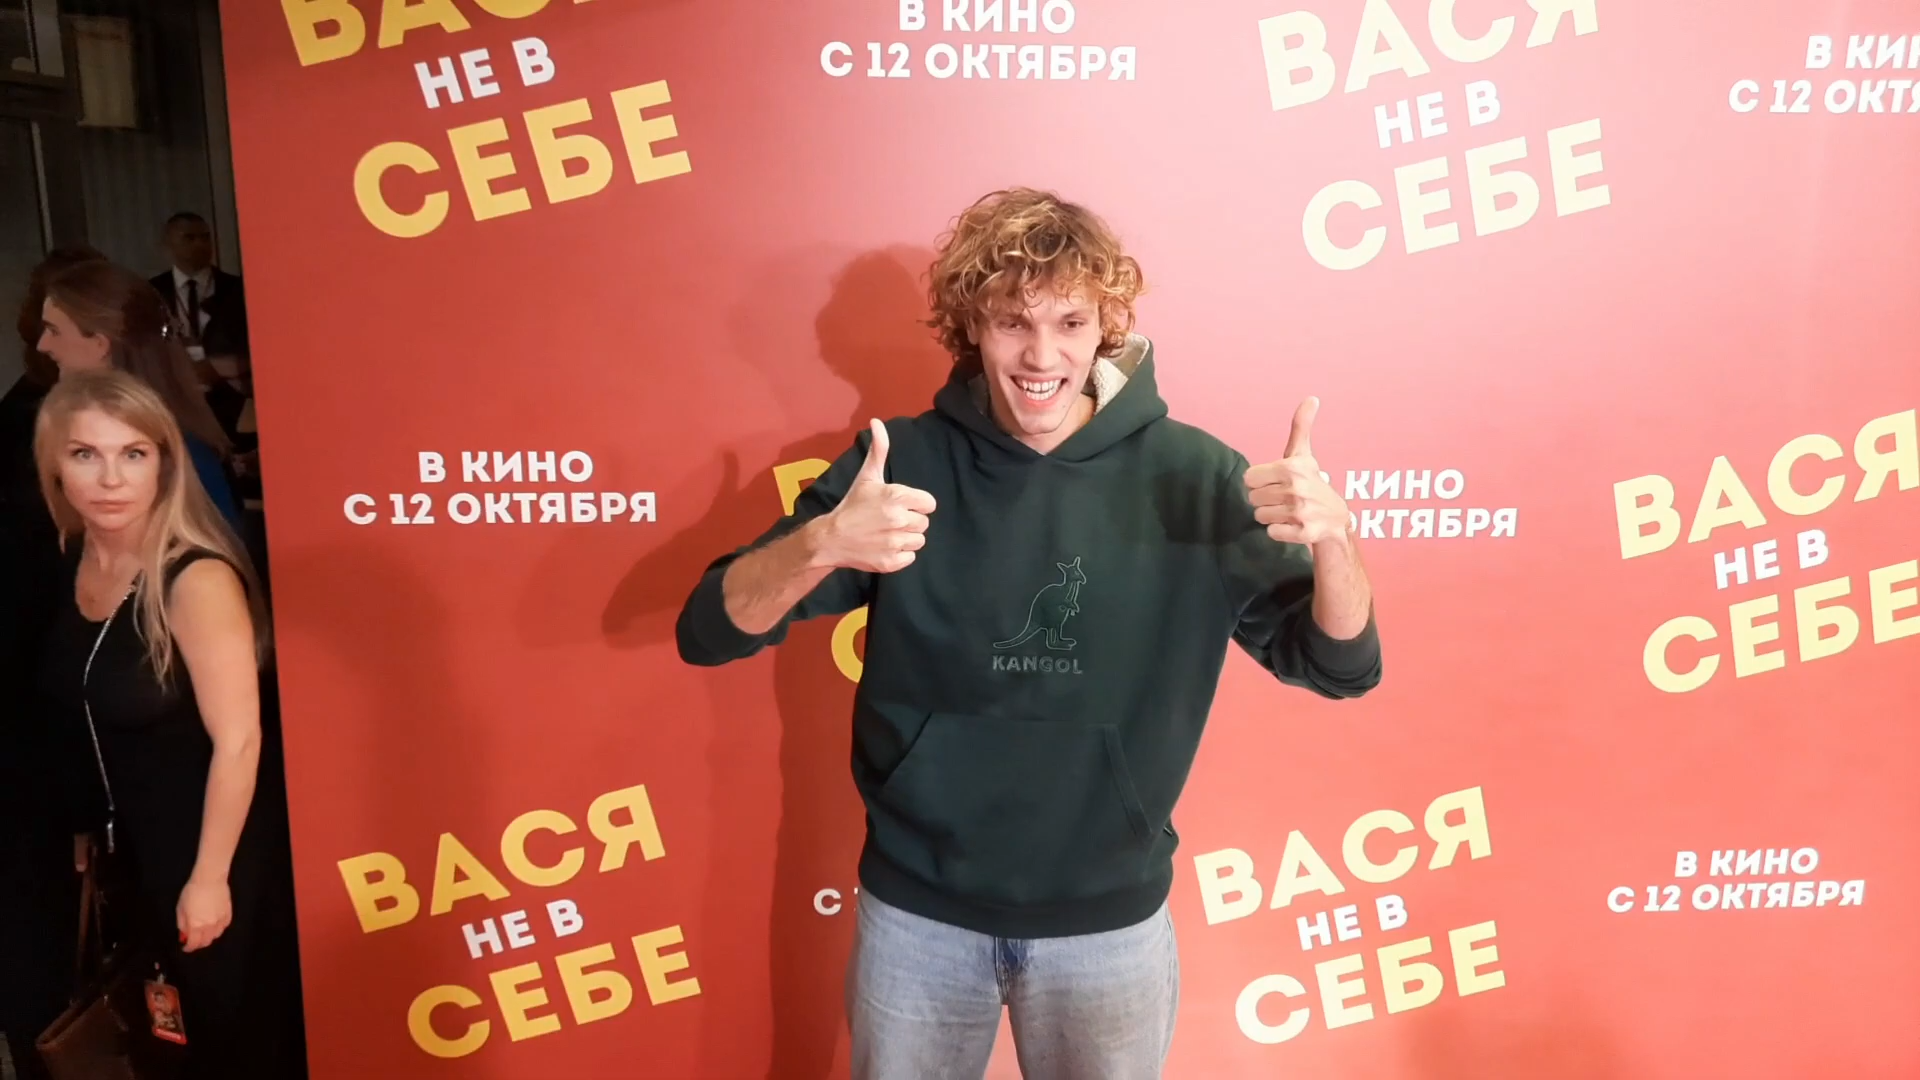 ВАСЯ
НЕ В
СЕБЕ
В КИНО
С 12 ОКТЯБРЯ
ВАСЯ
НЕ В
СЕБЕ
В КИН
С 12 ОКТЯ
В КИНО
С 12 ОКТЯБРЯ
КИНО
ОКТЯБРЯ
ВАСЯ
НЕ В
СЕБЕ
KANGOL
ВАСЯ
НЕ В
СЕБЕ
С
ВАСЯ
НЕ В
СЕБЕ
В КИНО
С 12 ОКТЯБРЯ